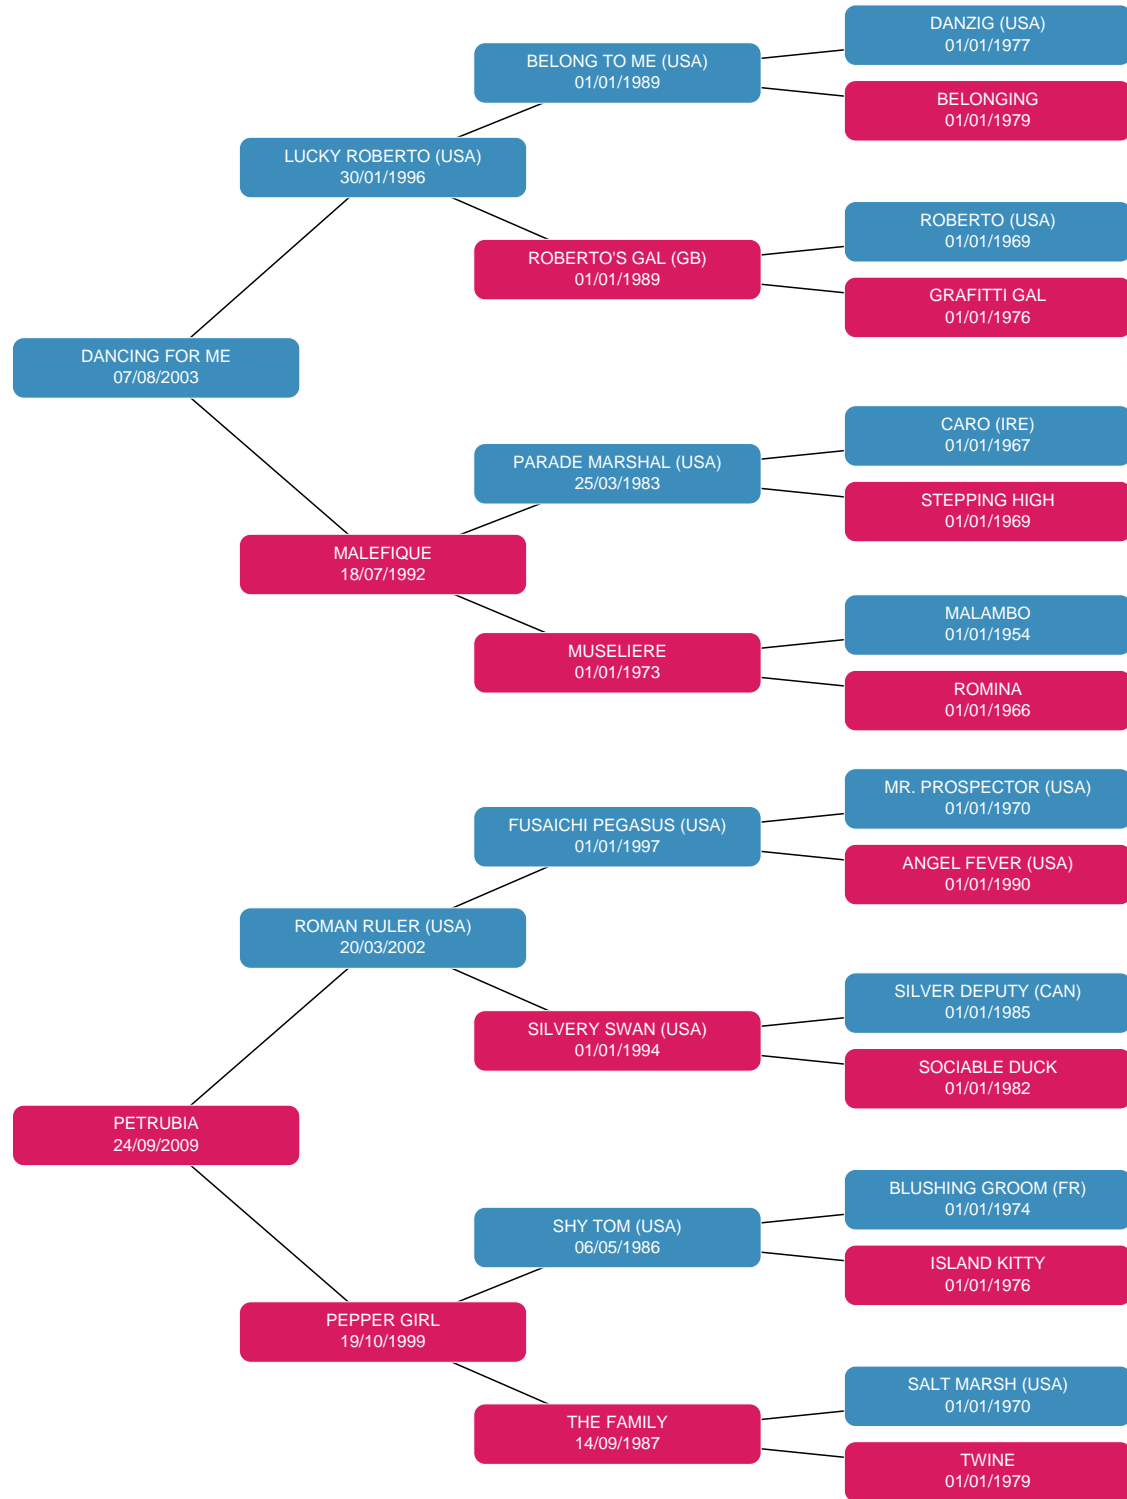 DANZIG (USA)
01/01/1977
BELONG TO ME (USA)
01/01/1989
BELONGING
01/01/1979
LUCKY ROBERTO (USA)
30/01/1996
ROBERTO (USA)
01/01/1969
ROBERTO'S GAL (GB)
01/01/1989
GRAFITTI GAL
01/01/1976
DANCING FOR ME
07/08/2003
CARO (IRE)
01/01/1967
PARADE MARSHAL (USA)
25/03/1983
STEPPING HIGH
01/01/1969
MALEFIQUE
18/07/1992
MALAMBO
01/01/1954
MUSELIERE
01/01/1973
ROMINA
01/01/1966
MR. PROSPECTOR (USA)
01/01/1970
FUSAICHI PEGASUS (USA)
01/01/1997
ANGEL FEVER (USA)
01/01/1990
ROMAN RULER (USA)
20/03/2002
SILVER DEPUTY (CAN)
01/01/1985
SILVERY SWAN (USA)
01/01/1994
SOCIABLE DUCK
01/01/1982
PETRUBIA
24/09/2009
BLUSHING GROOM (FR)
01/01/1974
SHY TOM (USA)
06/05/1986
ISLAND KITTY
01/01/1976
PEPPER GIRL
19/10/1999
SALT MARSH (USA)
01/01/1970
THE FAMILY
14/09/1987
TWINE
01/01/1979